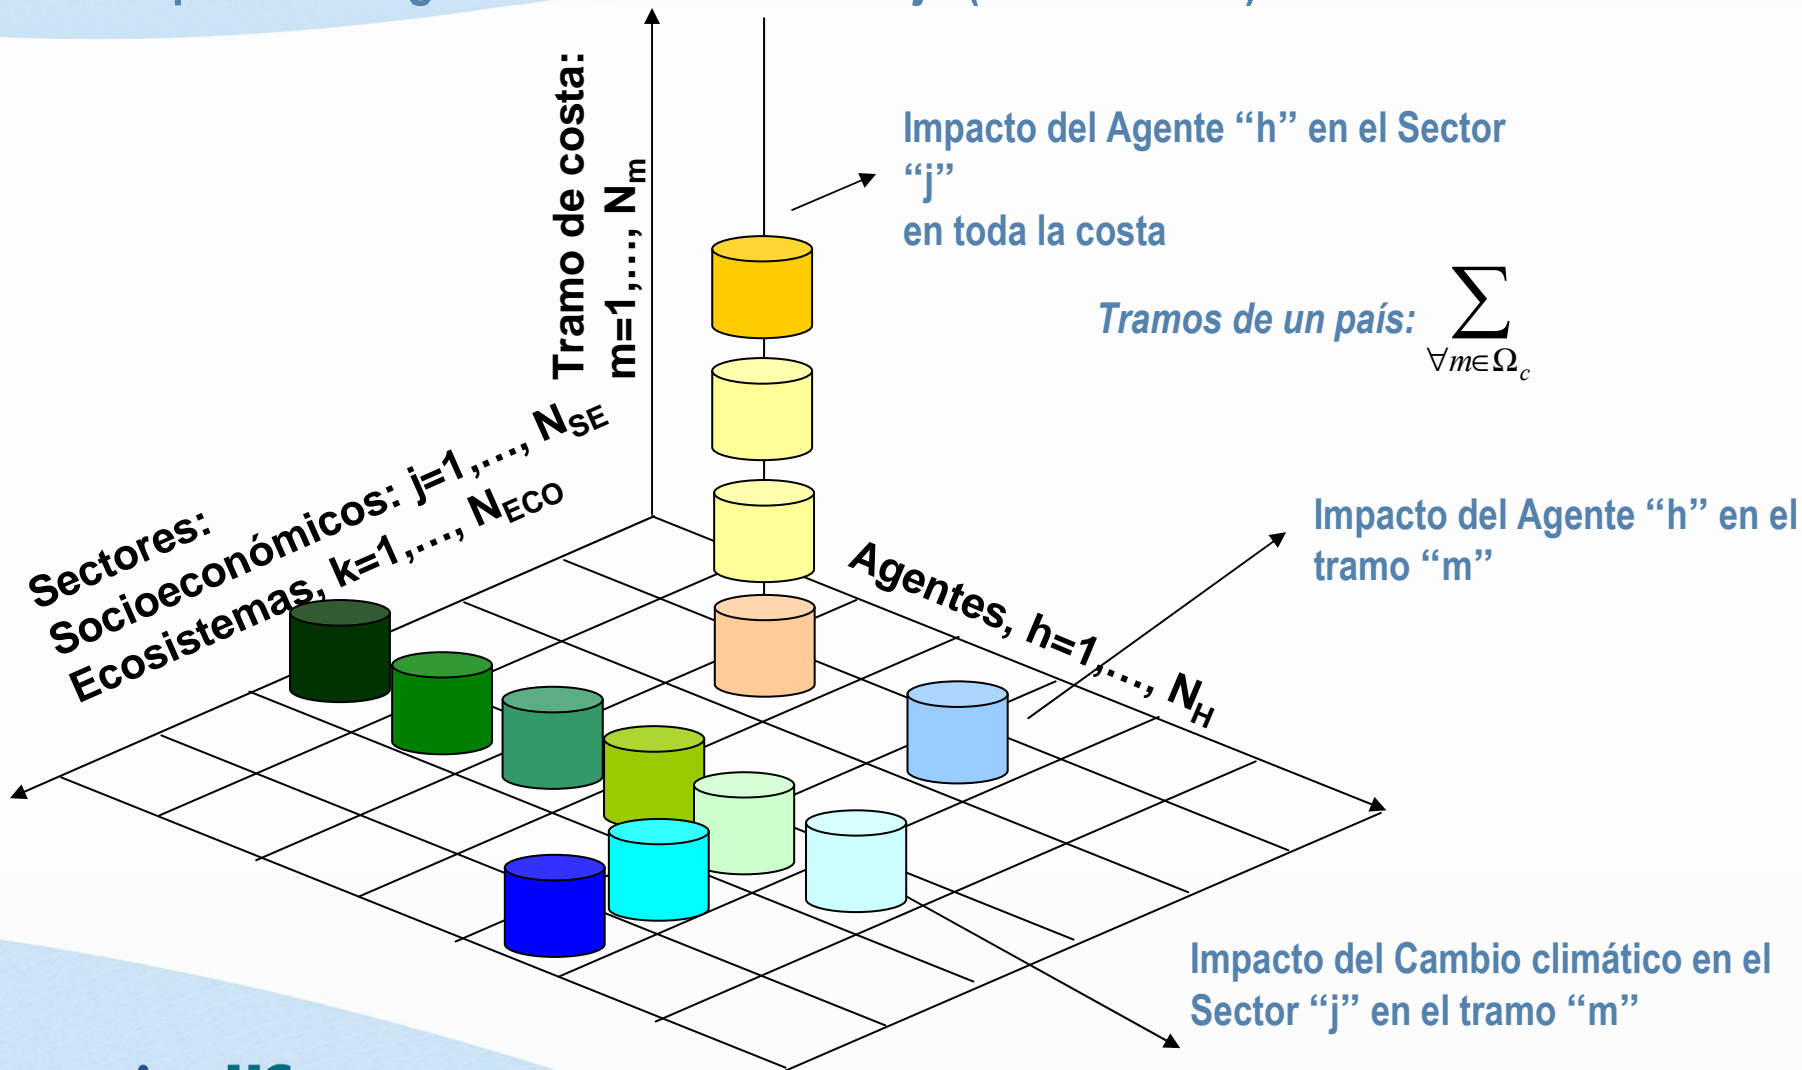 Tramo de costa:
m=1,…, Nm
Impacto del Agente “h” en el Sector
“j”
en toda la costa
Tramos de un país: ∑
∀m∈Ωc
Sectores:
Socioeconómicos: j=1,…, NSE
Ecosistemas, k=1,…, NECO
Agentes, h=1,…, NH
Impacto del Agente “h” en el
tramo “m”
Impacto del Cambio climático en el
Sector “j” en el tramo “m”